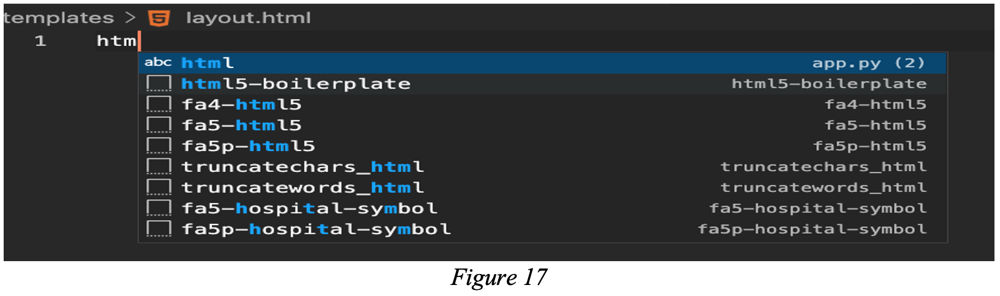 templates > layout.html
1 htm
abc html app.py (2)
html5-boilerplate html5-boilerplate
fa4-html5 fa4-html5
fa5-html5 fa5-html5
fa5p-html5 fa5p-html5
truncatechars_html truncatechars_html
truncatewords_html truncatewords_html
fa5-hospital-symbol fa5-hospital-symbol
fa5p-hospital-symbol fa5p-hospital-symbol
Figure 17